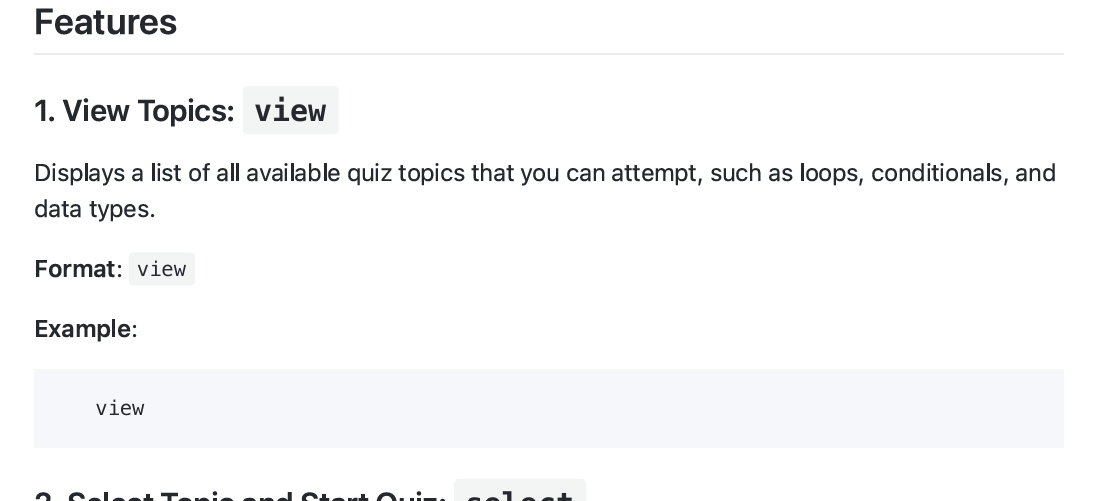 Features
1. View Topics: view
Displays a list of all available quiz topics that you can attempt, such as loops, conditionals, and
data types.
Format: view
Example:
view
2. Select Topic and Start Quiz: select